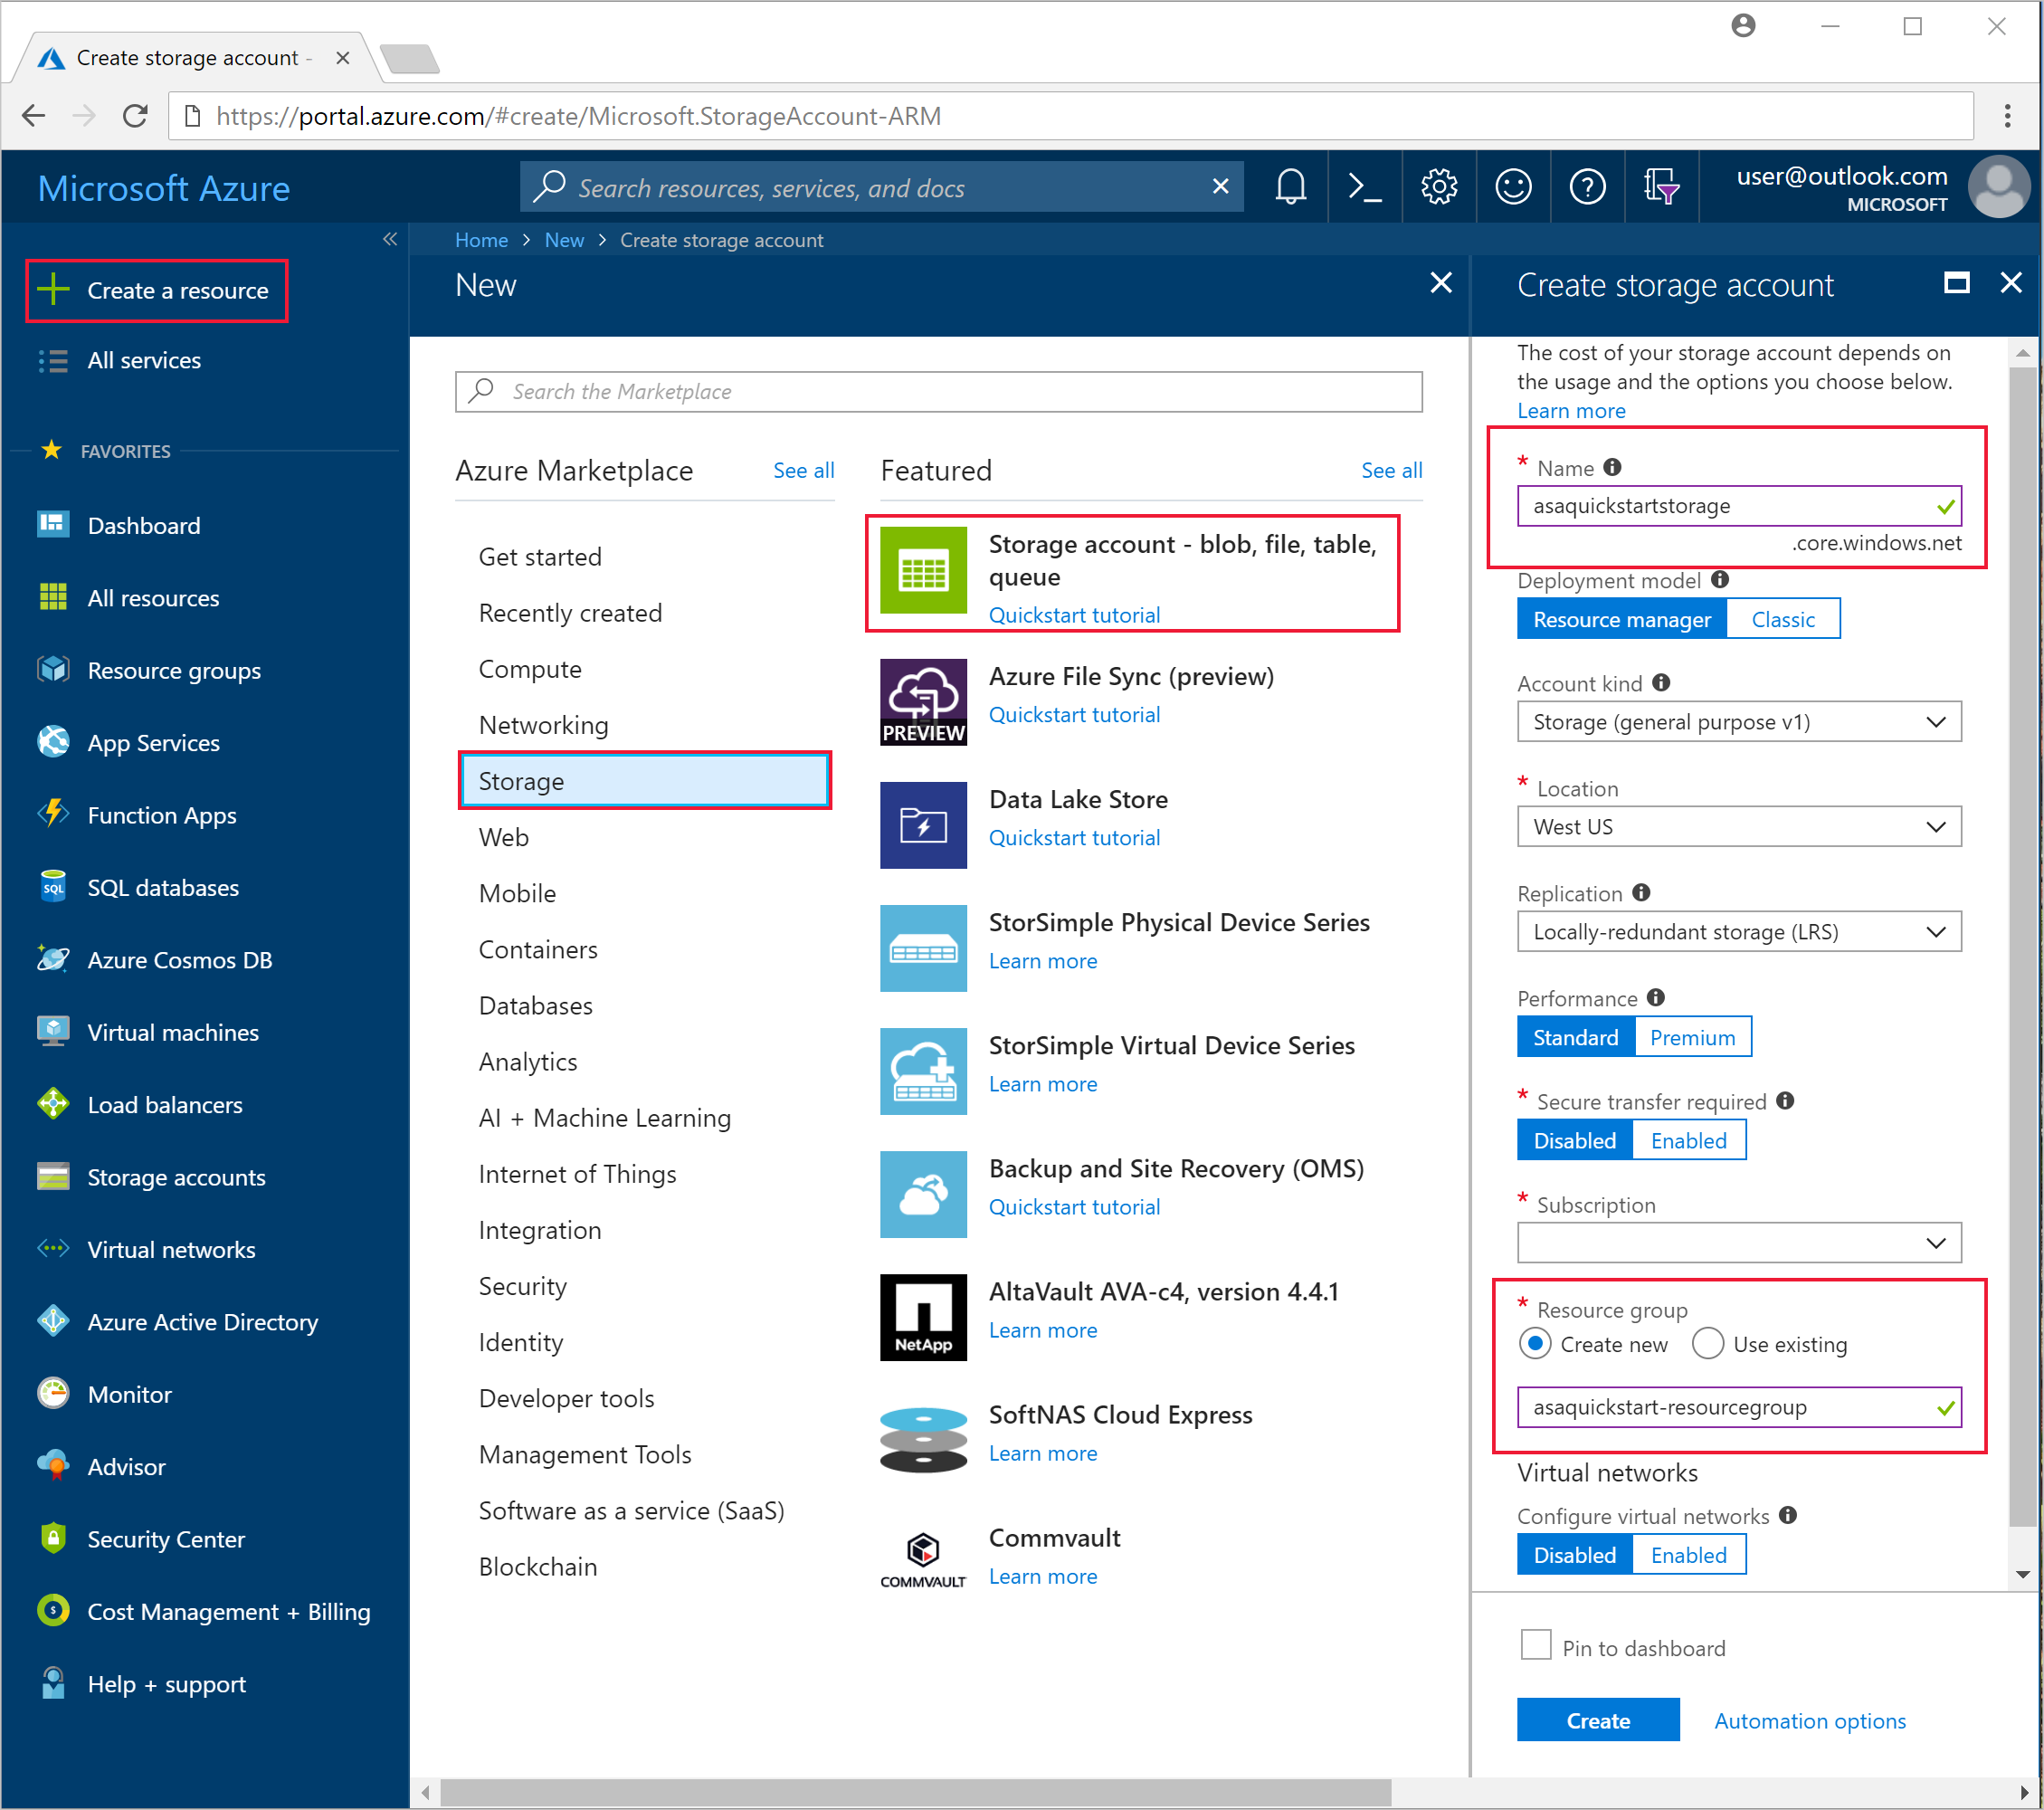 Create storage account -
https://portal.azure.com/#create/Microsoft.StorageAccount-ARM
Microsoft Azure
Search resources, services, and docs
user@outlook.com
MICROSOFT
Home > New > Create storage account
Create a resource
All services
FAVORITES
Dashboard
All resources
Resource groups
App Services
Function Apps
SQL
SQL databases
Azure Cosmos DB
Virtual machines
Load balancers
Storage accounts
Virtual networks
Azure Active Directory
Monitor
Advisor
Security Center
Cost Management + Billing
Help + support
New
Search the Marketplace
Azure Marketplace
See all
Get started
Recently created
Compute
Networking
Storage
Web
Mobile
Containers
Databases
Analytics
AI + Machine Learning
Internet of Things
Integration
Security
Identity
Developer tools
Management Tools
Software as a service (SaaS)
Blockchain
Featured
See all
Storage account - blob, file, table,
queue
Quickstart tutorial
PREVIEW
Azure File Sync (preview)
Quickstart tutorial
Data Lake Store
Quickstart tutorial
StorSimple Physical Device Series
Learn more
StorSimple Virtual Device Series
Learn more
Backup and Site Recovery (OMS)
Quickstart tutorial
NetApp
AltaVault AVA-c4, version 4.4.1
Learn more
SoftNAS Cloud Express
Learn more
COMMVAULT
Commvault
Learn more
Create storage account
The cost of your storage account depends on
the usage and the options you choose below.
Learn more
* Name
asaquickstartstorage
.core.windows.net
Deployment model
Resource manager Classic
Account kind
Storage (general purpose v1)
* Location
West US
Replication
Locally-redundant storage (LRS)
Performance
Standard Premium
* Secure transfer required
Disabled Enabled
* Subscription
* Resource group
Create new Use existing
asaquickstart-resourcegroup
Virtual networks
Configure virtual networks
Disabled Enabled
Pin to dashboard
Create Automation options